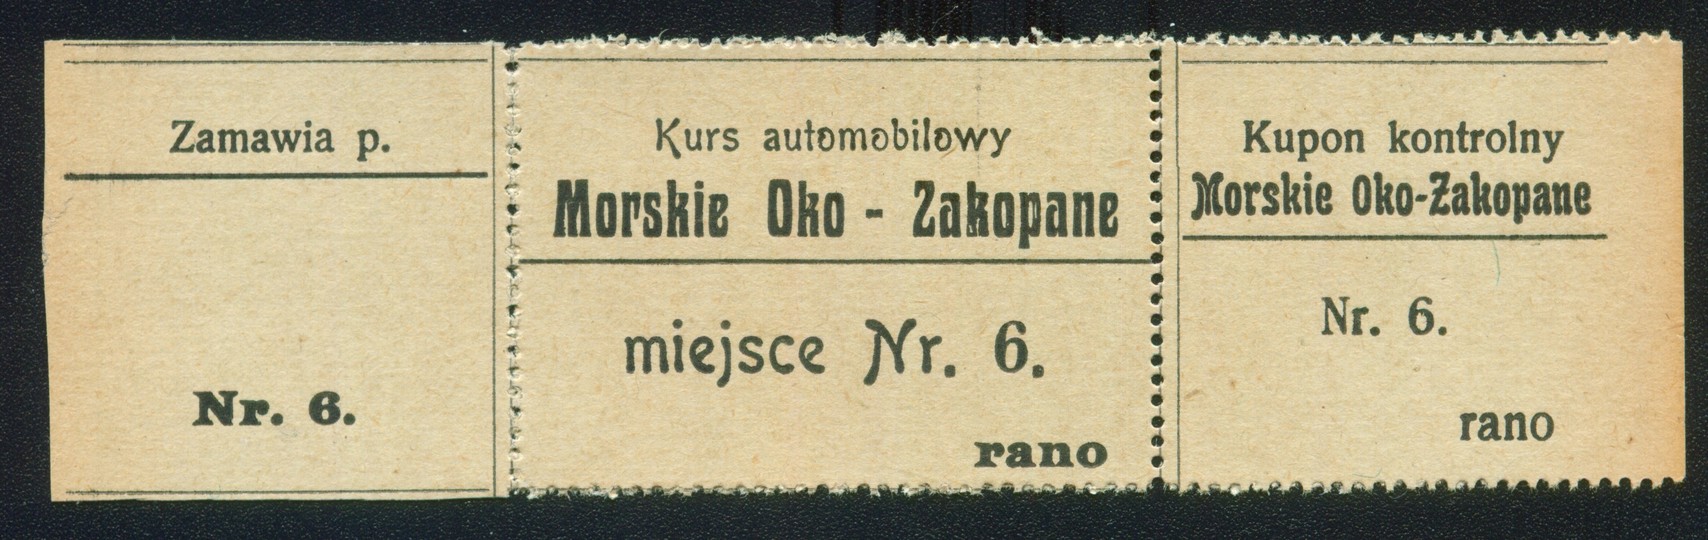 Zamawia p.
Nr. 6.
Kurs automobilowy
Morskie Oko - Zakopane
miejsce Nr. 6.
rano
Kupon kontrolny
Morskie Oko-Zakopane
Nr. 6.
rano